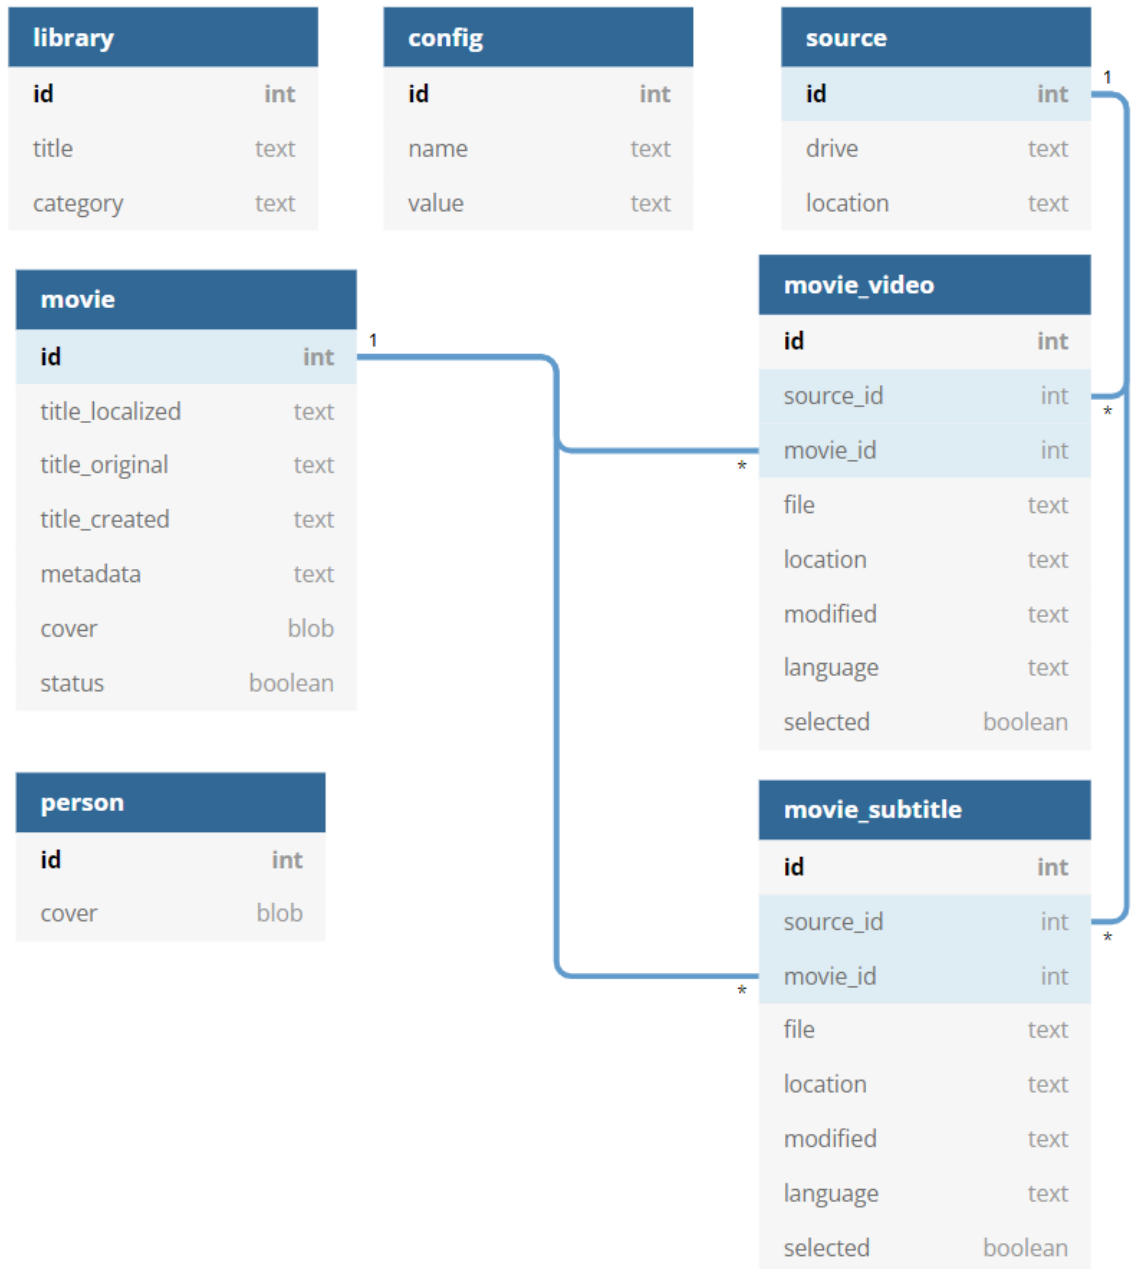 library
id int
title text
category text
config
id int
name text
value text
source
id int
drive text
location text
1
movie
id int
title_localized text
title_original text
title_created text
metadata text
cover blob
status boolean
1
movie_video
id int
source_id int
*
movie_id int
*
file text
location text
modified text
language text
selected boolean
person
id int
cover blob
movie_subtitle
id int
source_id int
*
movie_id int
*
file text
location text
modified text
language text
selected boolean